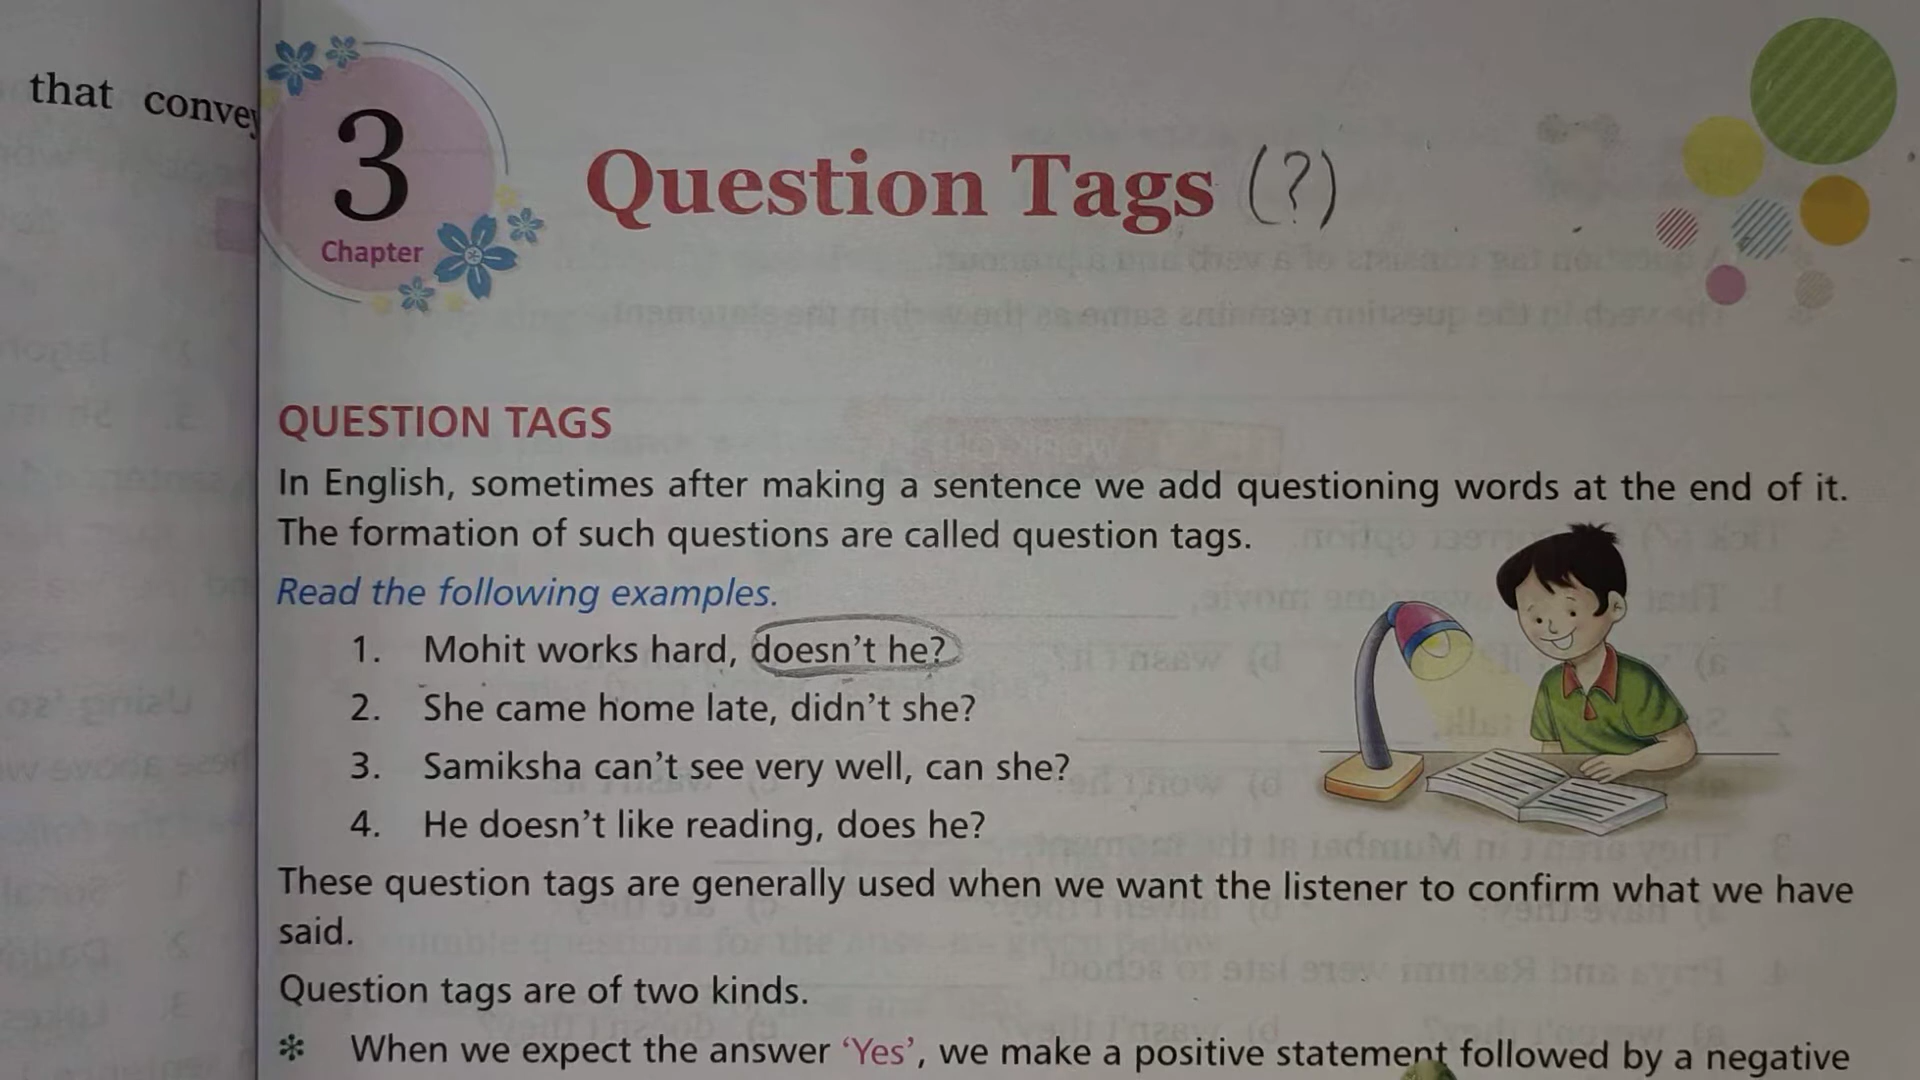 that convey
3
Chapter
Question Tags (?)
QUESTION TAGS
In English, sometimes after making a sentence we add questioning words at the end of it.
The formation of such questions are called question tags.
Read the following examples.
1. Mohit works hard, doesn't he?
2. She came home late, didn't she?
3. Samiksha can't see very well, can she?
4. He doesn't like reading, does he?
These question tags are generally used when we want the listener to confirm what we have
said.
Question tags are of two kinds.
* When we expect the answer 'Yes', we make a positive statement followed by a negative